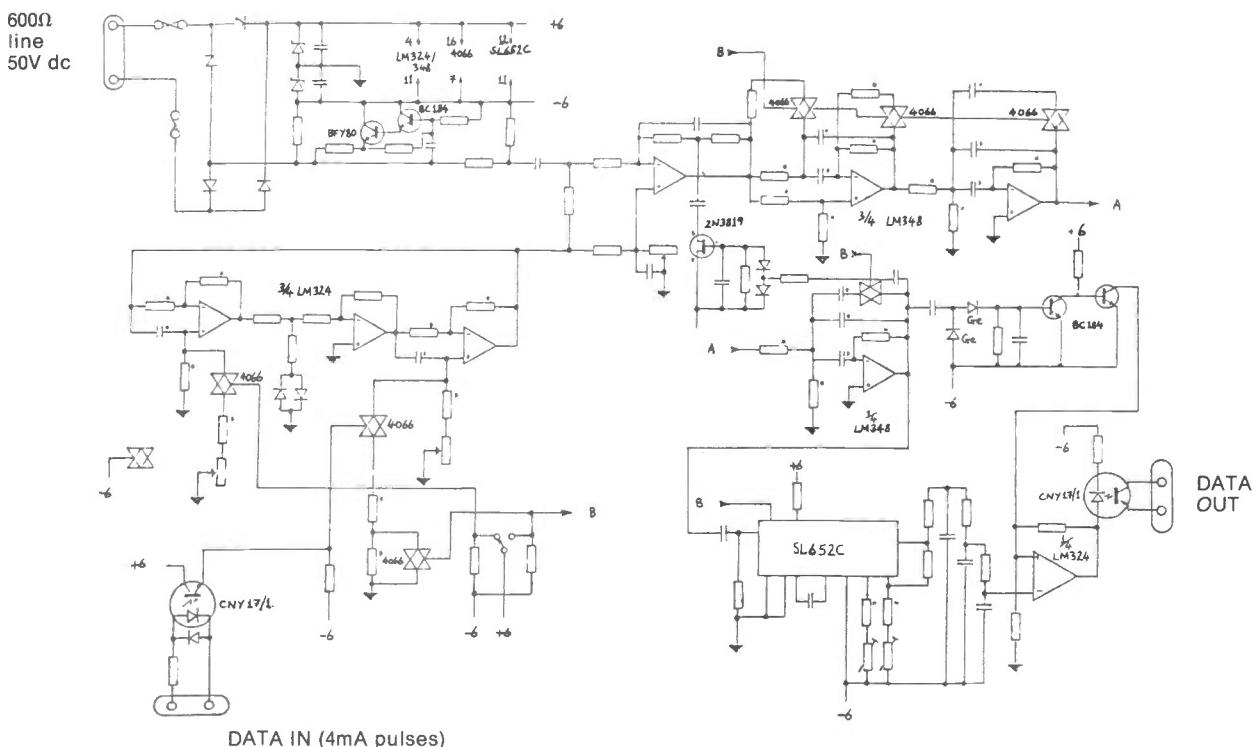 600Ω
line
50V dc
+6
4
LM324/
348
11
16
4066
7
12
SL652C
11
-6
BC184
BFY80
B
4066
4066
4066
3/4 LM348
A
2N3819
B
+6
3/4 LM324
A
Ge
Ge
BC184
-6
1/4
LM348
4066
4066
-6
B
4066
+6
CNY17/1.
-6
-6
+6
DATA IN (4mA pulses)
+6
B
SL652C
-6
-6
CNY17/1
DATA
OUT
1/4
LM324